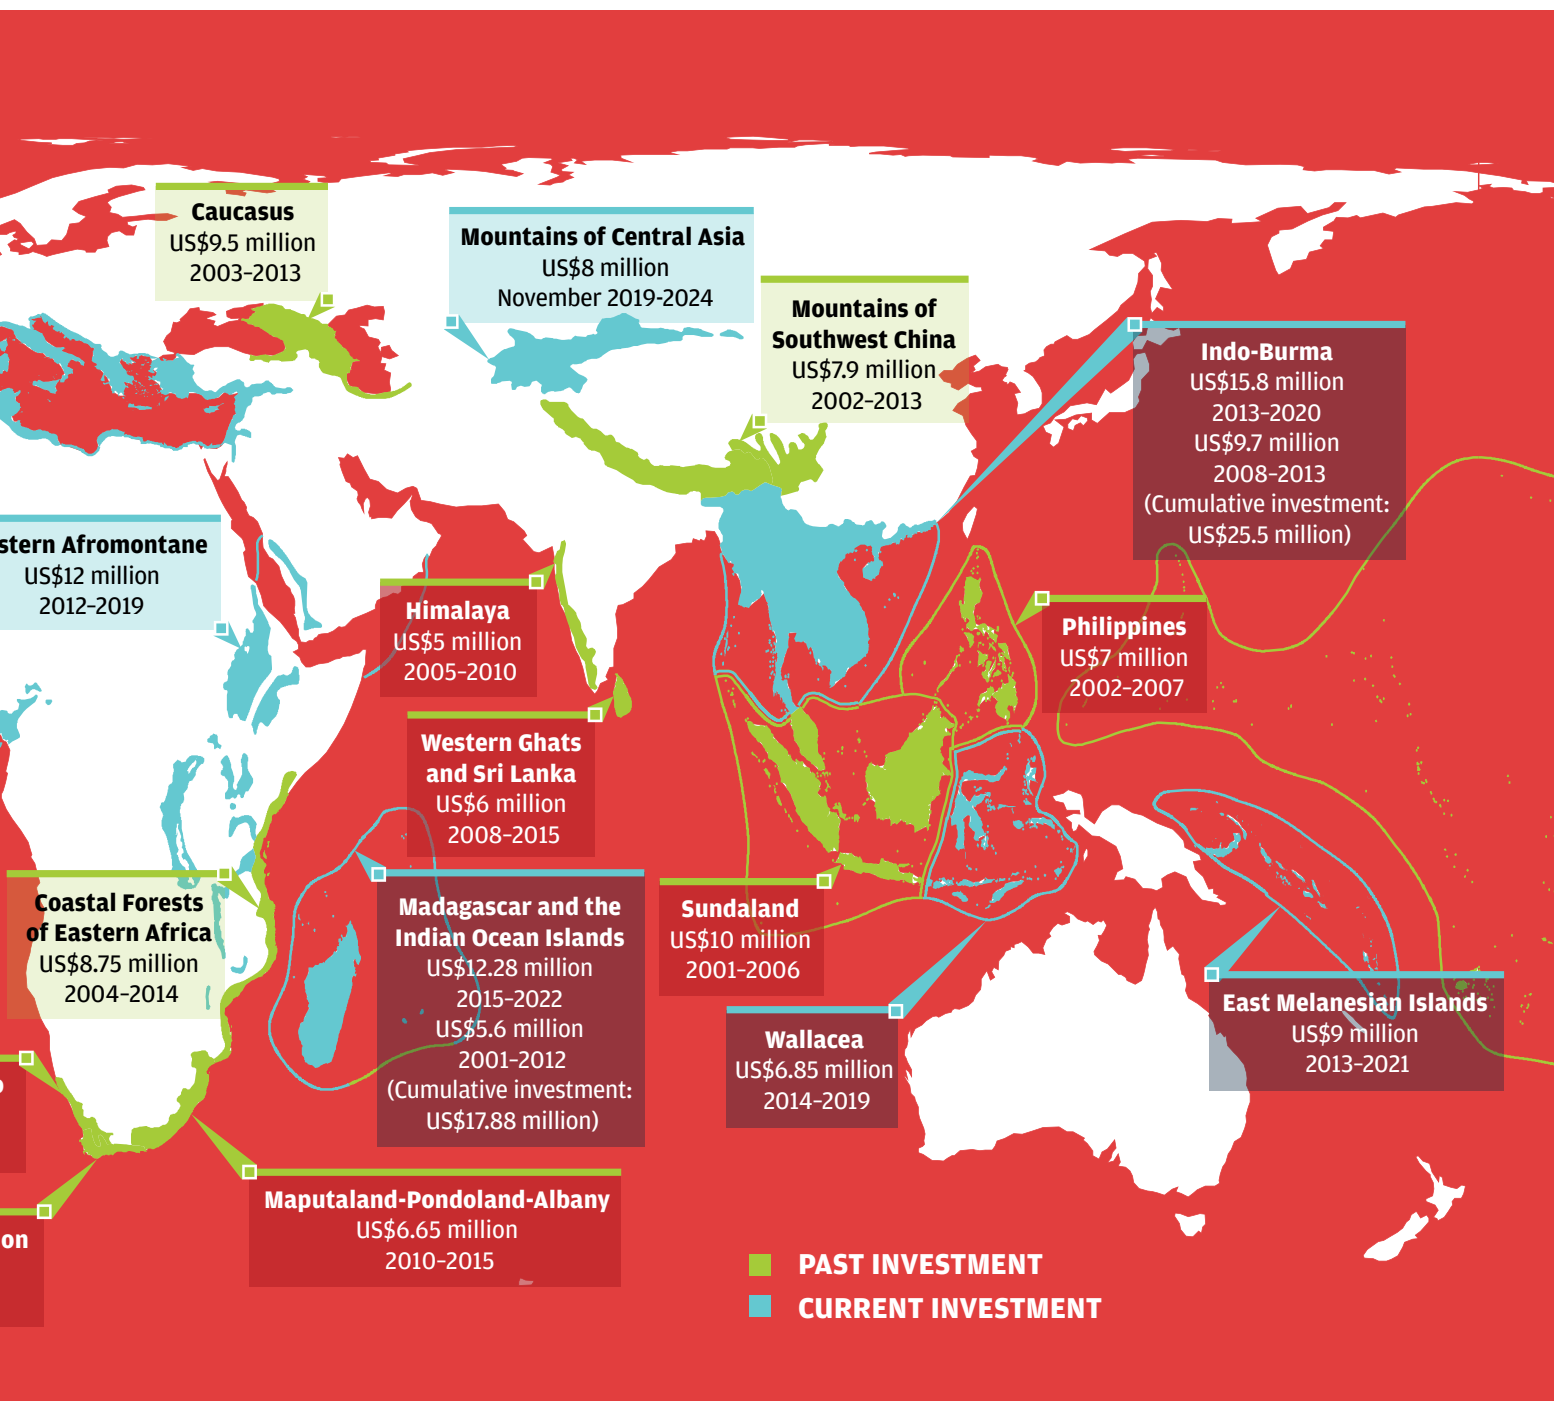 Caucasus
US$9.5 million
2003–2013
Mountains of Central Asia
US$8 million
November 2019-2024
Mountains of
Southwest China
US$7.9 million
2002–2013
Indo-Burma
US$15.8 million
2013–2020
US$9.7 million
2008–2013
(Cumulative investment:
US$25.5 million)
stern Afromontane
US$12 million
2012–2019
Himalaya
US$5 million
2005–2010
Philippines
US$7 million
2002–2007
Western Ghats
and Sri Lanka
US$6 million
2008–2015
Coastal Forests
of Eastern Africa
US$8.75 million
2004–2014
Madagascar and the
Indian Ocean Islands
US$12.28 million
2015–2022
US$5.6 million
2001–2012
(Cumulative investment:
US$17.88 million)
Sundaland
US$10 million
2001–2006
Wallacea
US$6.85 million
2014–2019
East Melanesian Islands
US$9 million
2013–2021
Maputaland-Pondoland-Albany
US$6.65 million
2010–2015
on
PAST INVESTMENT
CURRENT INVESTMENT